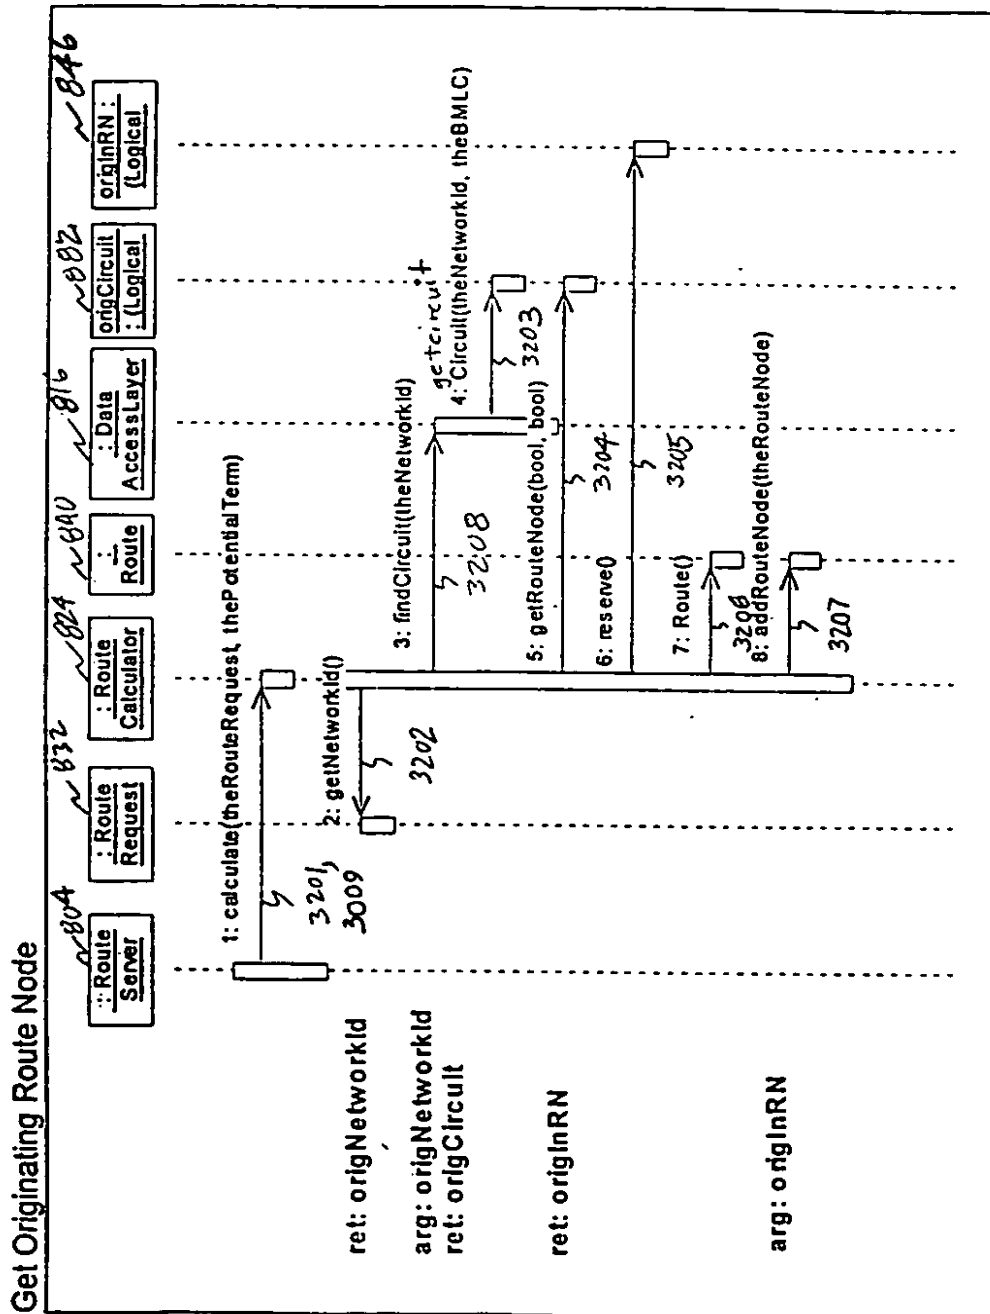 Get Originating Route Node
804
832
824
840
816
882
846
: Route
Server
: Route
Request
: Route
Calculator
:
Route
: Data
AccessLayer
origCircuit
: (Logical
origInRN :
(Logical
1: calculate(theRouteRequest, thePotentialTerm)
3201,
3009
ret: origNetworkId
2: getNetworkId()
3202
arg: origNetworkId
ret: origCircuit
3: findCircuit(theNetworkId)
3208
getcircuit
4: Circuit(theNetworkId, theBMLC)
3203
ret: origInRN
5: getRouteNode(bool, bool)
3204
6: reserve()
3205
7: Route()
3206
arg: origInRN
8: addRouteNode(theRouteNode)
3207